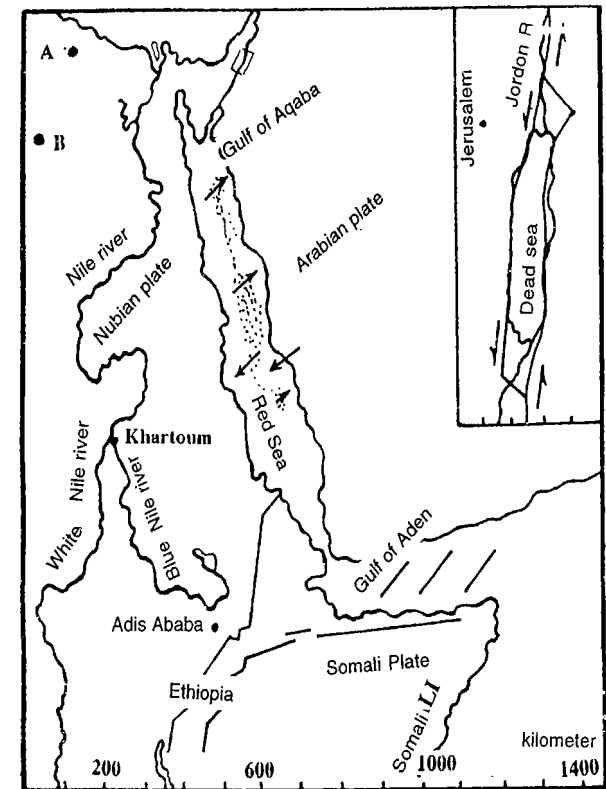 A
B
Gulf of Aqaba
Arabian plate
Nile river
Nubian plate
Red Sea
Khartoum
White Nile river
Blue Nile river
Gulf of Aden
Adis Ababa
Somali Plate
Ethiopia
Somali LI
kilometer
200 600 1000 1400
Jordon R
Jerusalem
Dead sea